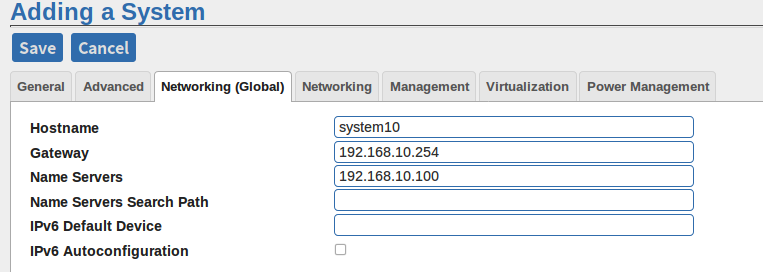 Adding a System
Save Cancel
General Advanced Networking (Global) Networking Management Virtualization Power Management
Hostname system10
Gateway 192.168.10.254
Name Servers 192.168.10.100
Name Servers Search Path
IPv6 Default Device
IPv6 Autoconfiguration